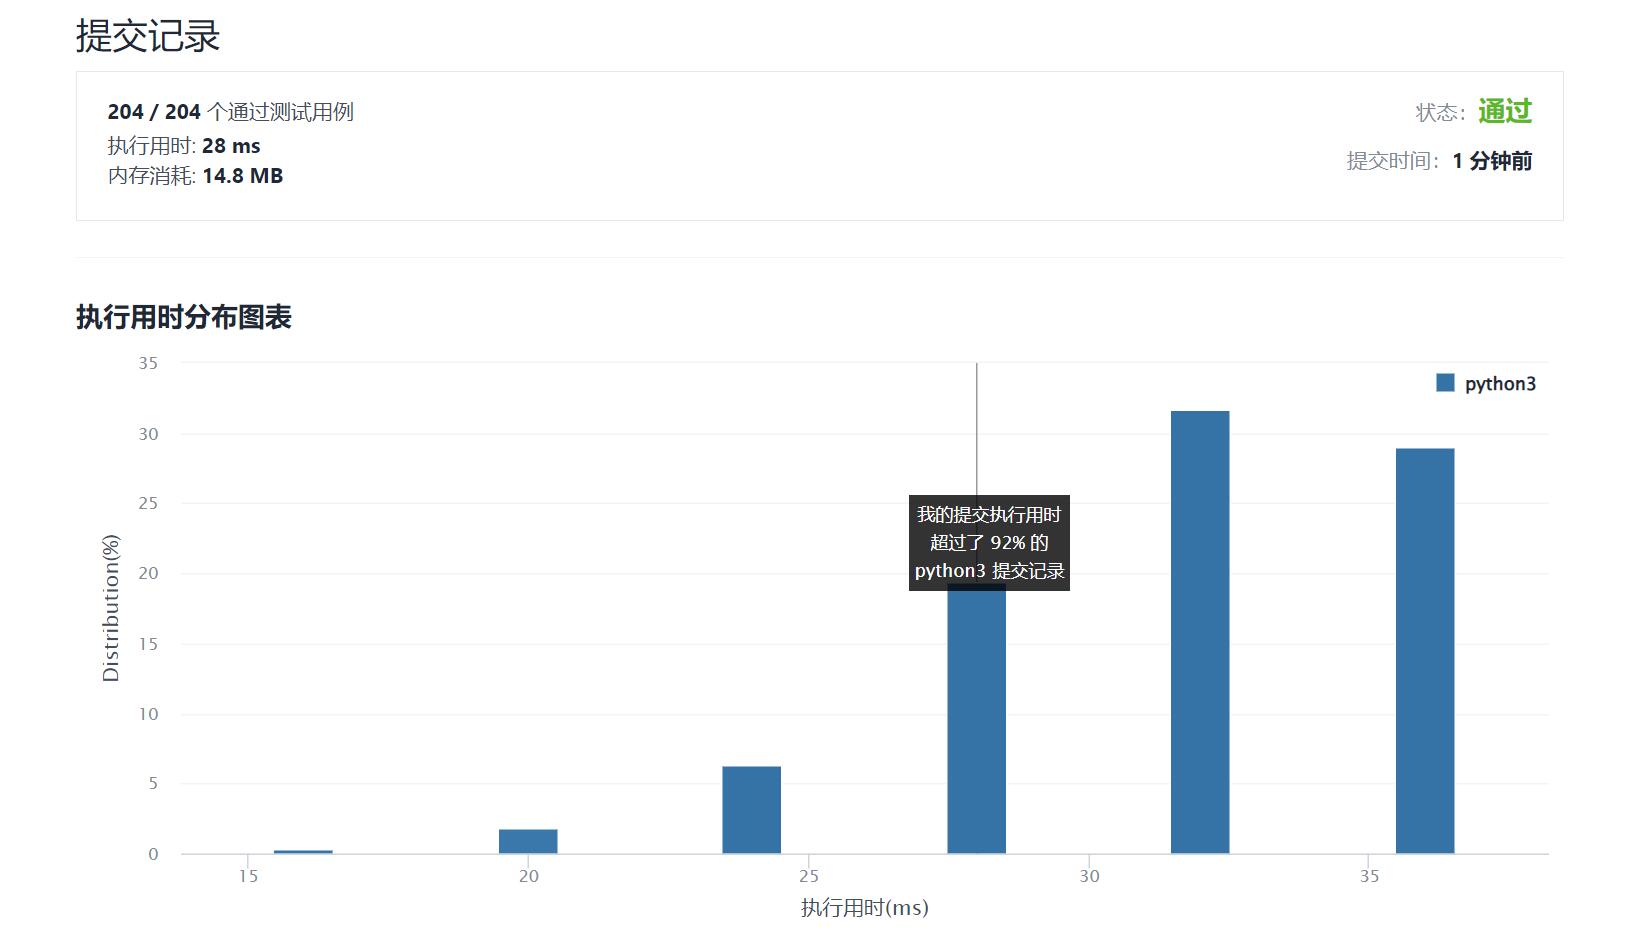 提交记录
204 / 204 个通过测试用例
状态：通过
执行用时: 28 ms
提交时间：1 分钟前
内存消耗: 14.8 MB
执行用时分布图表
35
python3
30
25
我的提交执行用时
超过了 92% 的
python3 提交记录
20
Distribution(%)
15
10
5
0
15
20
25
30
35
执行用时(ms)